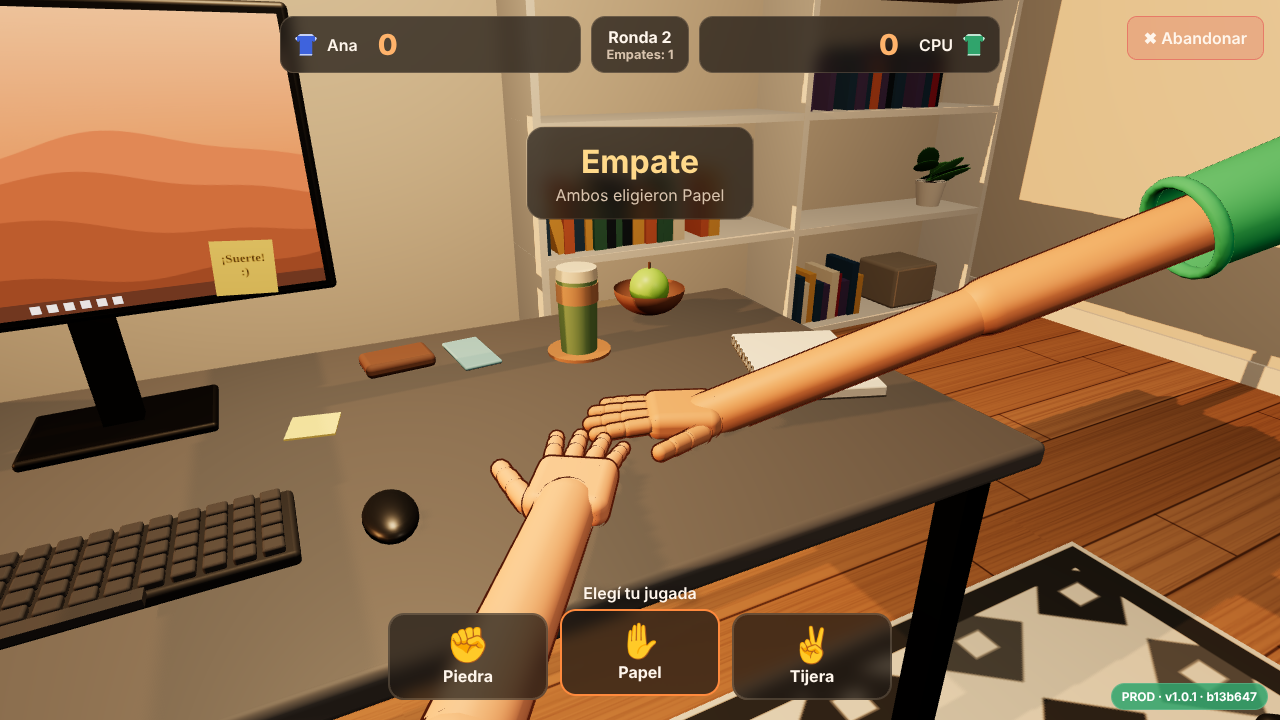 Ana 0
Ronda 2
Empates: 1
0 CPU
✖ Abandonar
Empate
Ambos eligieron Papel
¡Suerte!
:)
Elegí tu jugada
Piedra
Papel
Tijera
PROD · v1.0.1 · b13b647